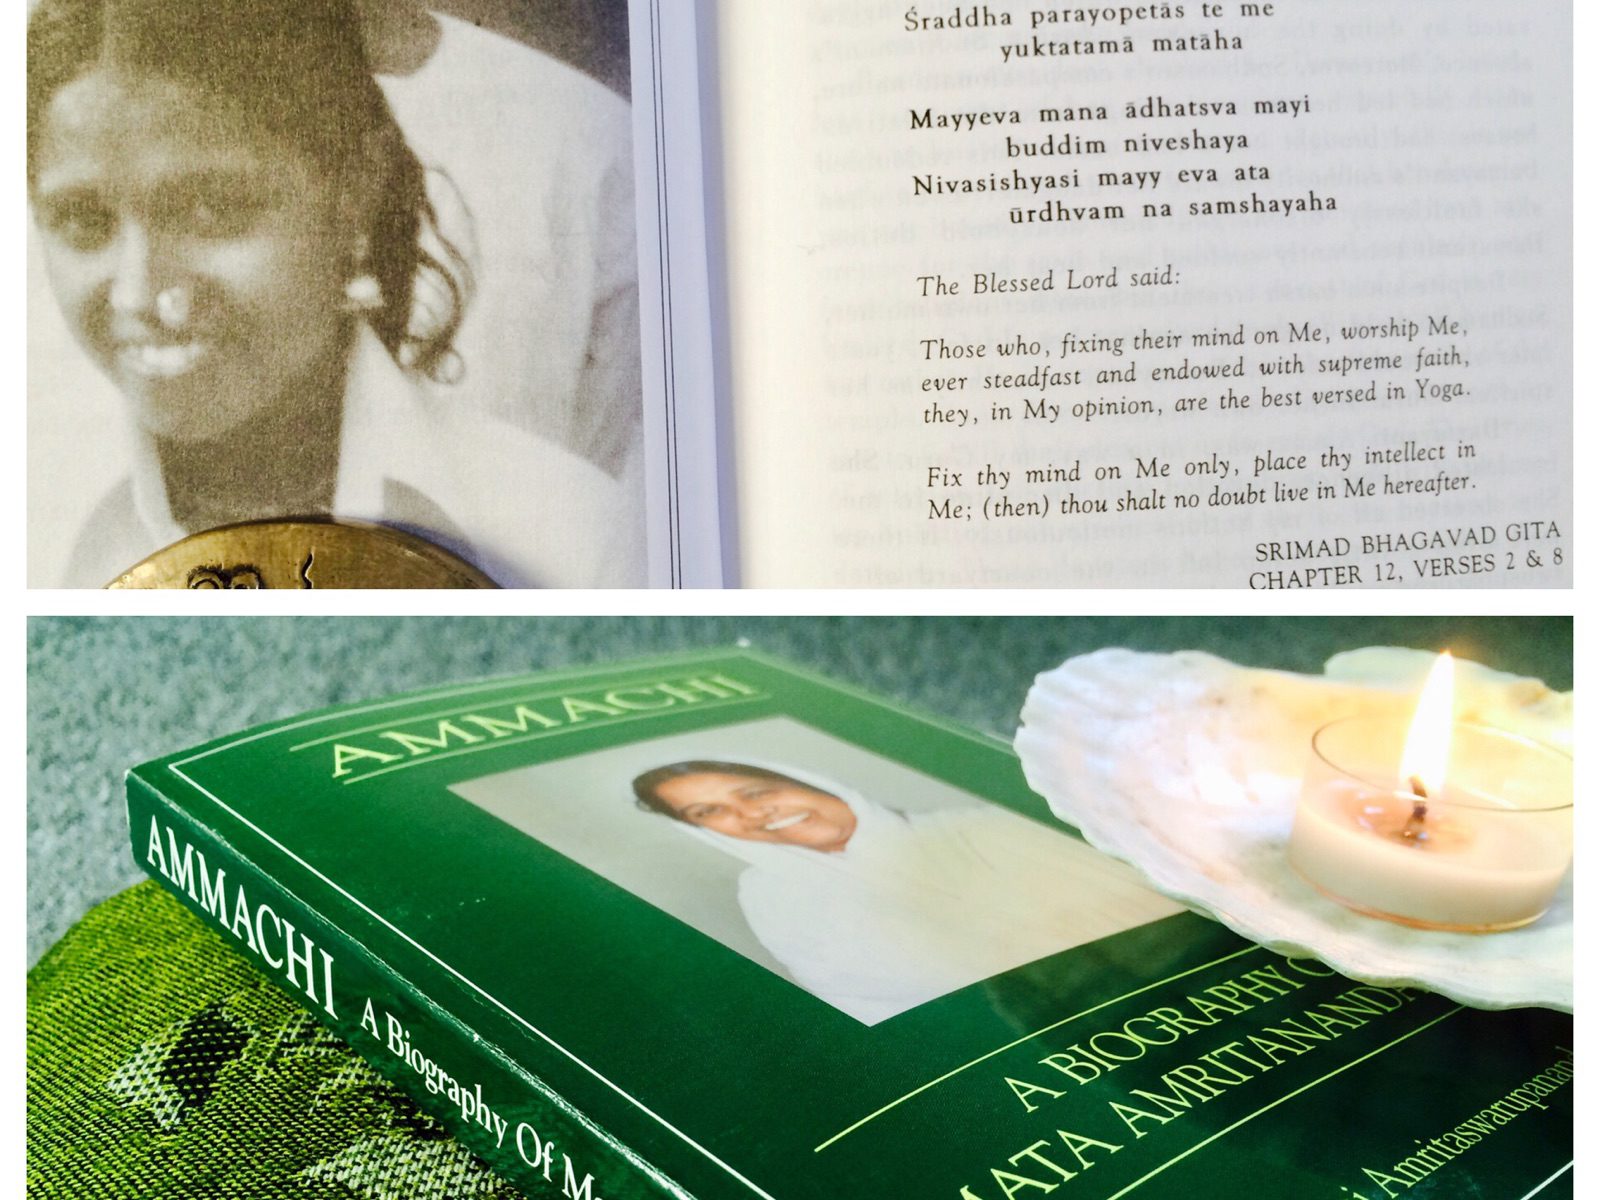 Śraddha parayopetās te me
yuktatamā matāha
Mayyeva mana ādhatsva mayi
buddim niveshaya
Nivasishyasi mayy eva ata
ūrdhvam na samshayaha
The Blessed Lord said:
Those who, fixing their mind on Me, worship Me,
ever steadfast and endowed with supreme faith,
they, in My opinion, are the best versed in Yoga.
Fix thy mind on Me only, place thy intellect in
Me; (then) thou shalt no doubt live in Me hereafter.
SRIMAD BHAGAVAD GITA
CHAPTER 12, VERSES 2 & 8
AMMACHI
A BIOGRAPHY
MATA AMRITANANDA
Amritaswarupanand
AMMACHI A Biography Of Ma